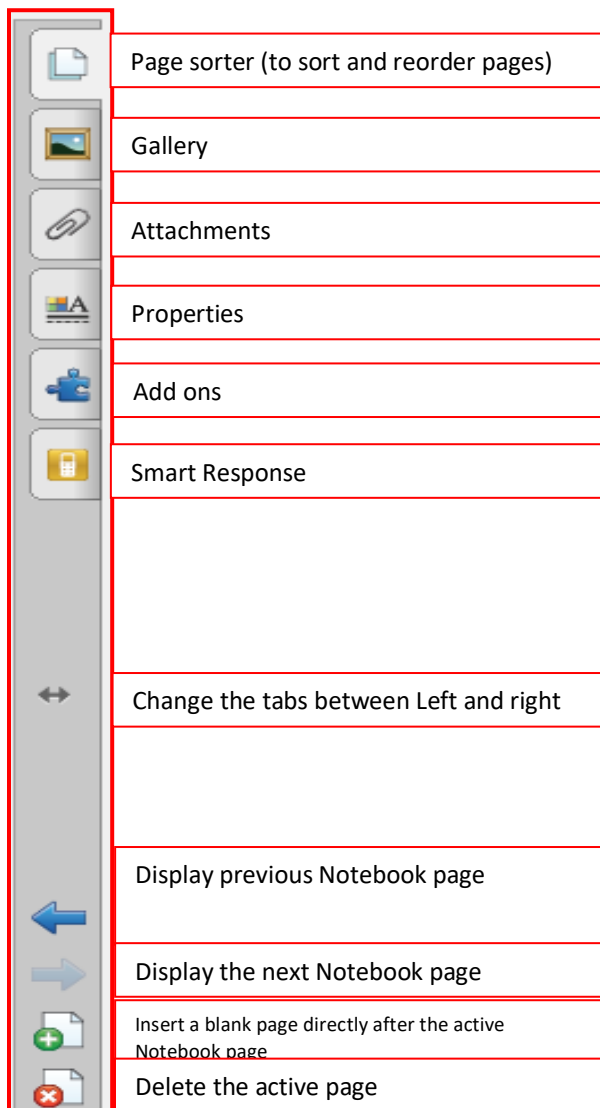 Page sorter (to sort and reorder pages)
Gallery
Attachments
Properties
Add ons
Smart Response
Change the tabs between Left and right
Display previous Notebook page
Display the next Notebook page
Insert a blank page directly after the active
Notebook page
Delete the active page